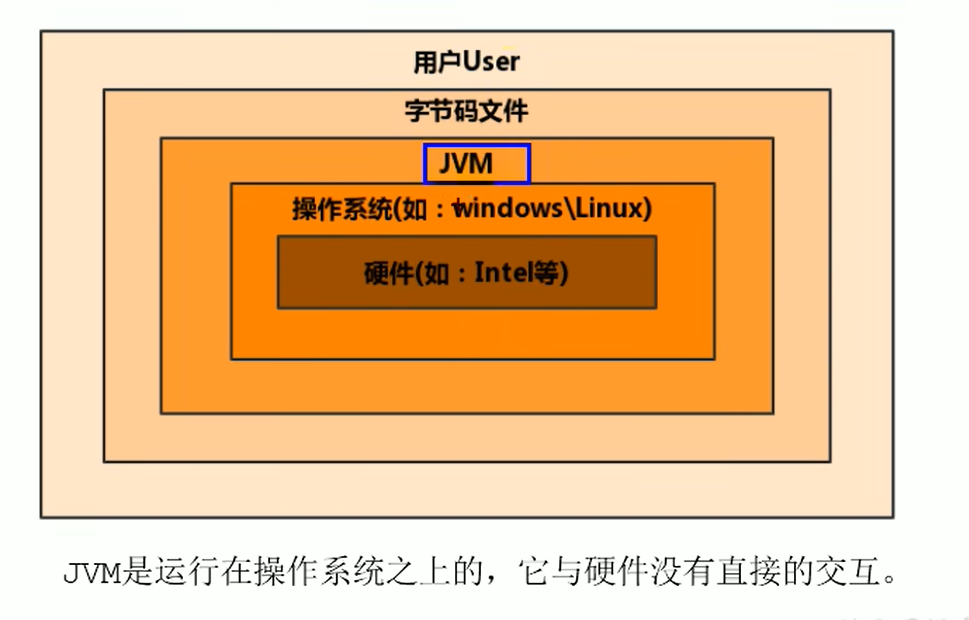 用户User
字节码文件
JVM
操作系统(如：windows\Linux)
硬件(如：Intel等)
JVM是运行在操作系统之上的，它与硬件没有直接的交互。